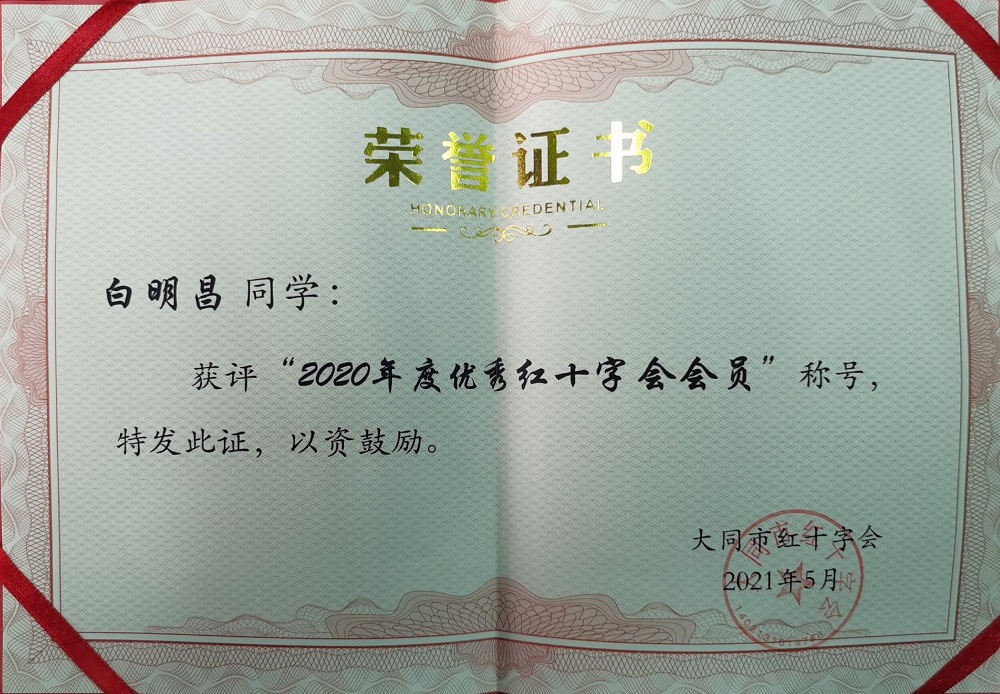 荣誉证书
HONORARY CREDENTIAL
白明昌 同学：
获评“2020年度优秀红十字会会员”称号，
特发此证，以资鼓励。
大同市红十字会
2021年5月